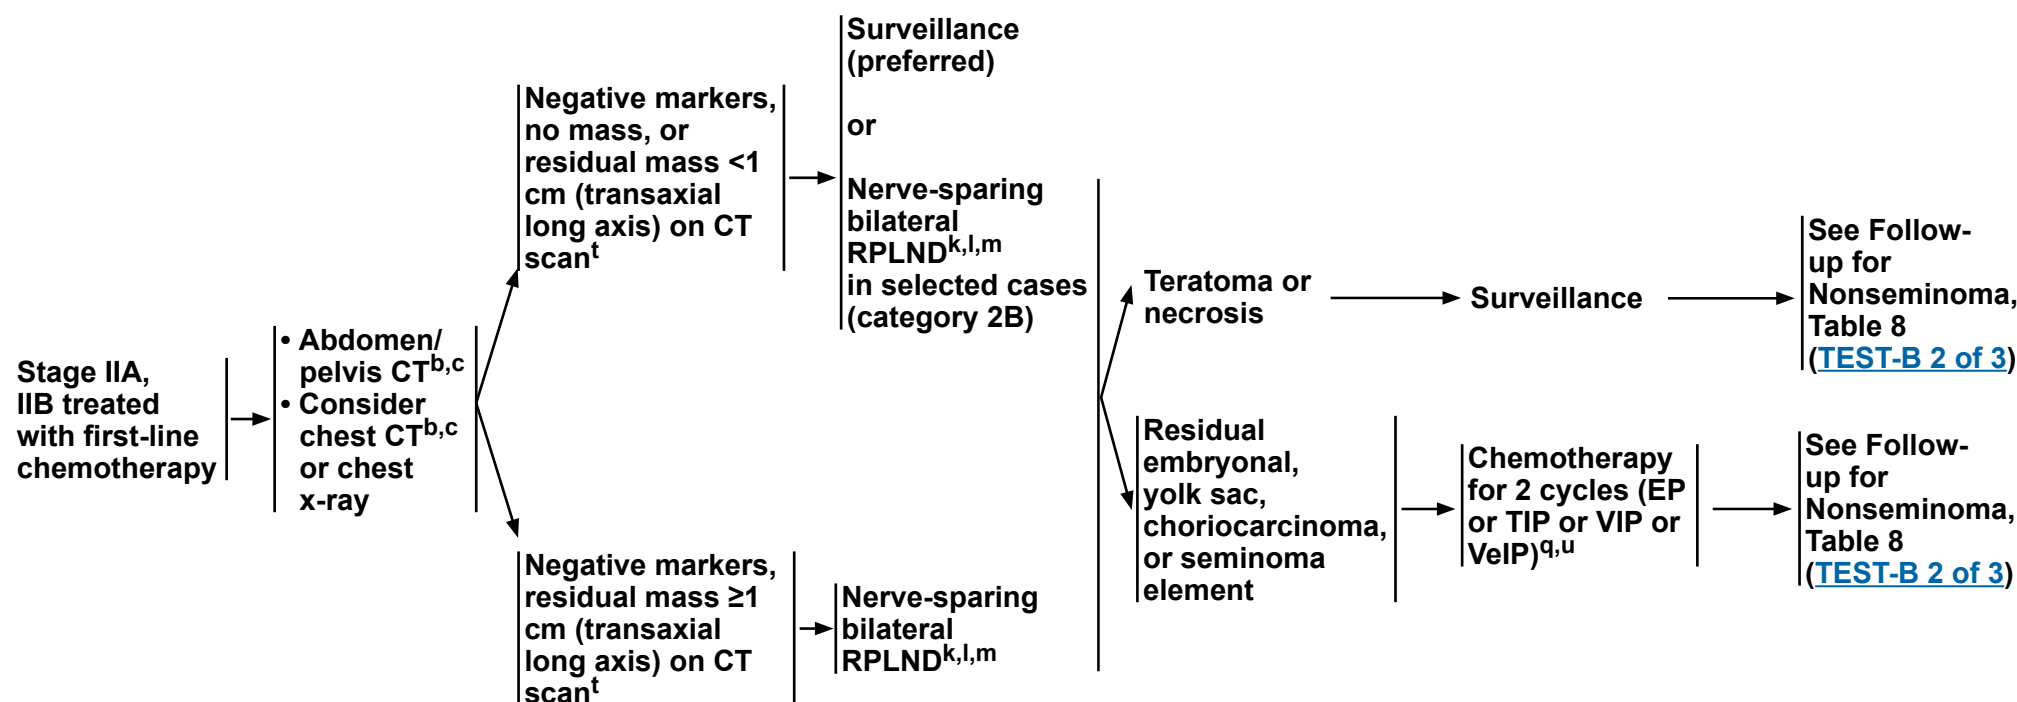 Stage IIA,
IIB treated
with first-line
chemotherapy
• Abdomen/
pelvis CTb,c
• Consider
chest CTb,c
or chest
x-ray
Negative markers,
no mass, or
residual mass <1
cm (transaxial
long axis) on CT
scant
Surveillance
(preferred)
or
Nerve-sparing
bilateral
RPLNDk,l,m
in selected cases
(category 2B)
Negative markers,
residual mass ≥1
cm (transaxial
long axis) on CT
scant
Nerve-sparing
bilateral
RPLNDk,l,m
Teratoma or
necrosis
Surveillance
See Follow-
up for
Nonseminoma,
Table 8
(TEST-B 2 of 3)
Residual
embryonal,
yolk sac,
choriocarcinoma,
or seminoma
element
Chemotherapy
for 2 cycles (EP
or TIP or VIP or
VeIP)q,u
See Follow-
up for
Nonseminoma,
Table 8
(TEST-B 2 of 3)